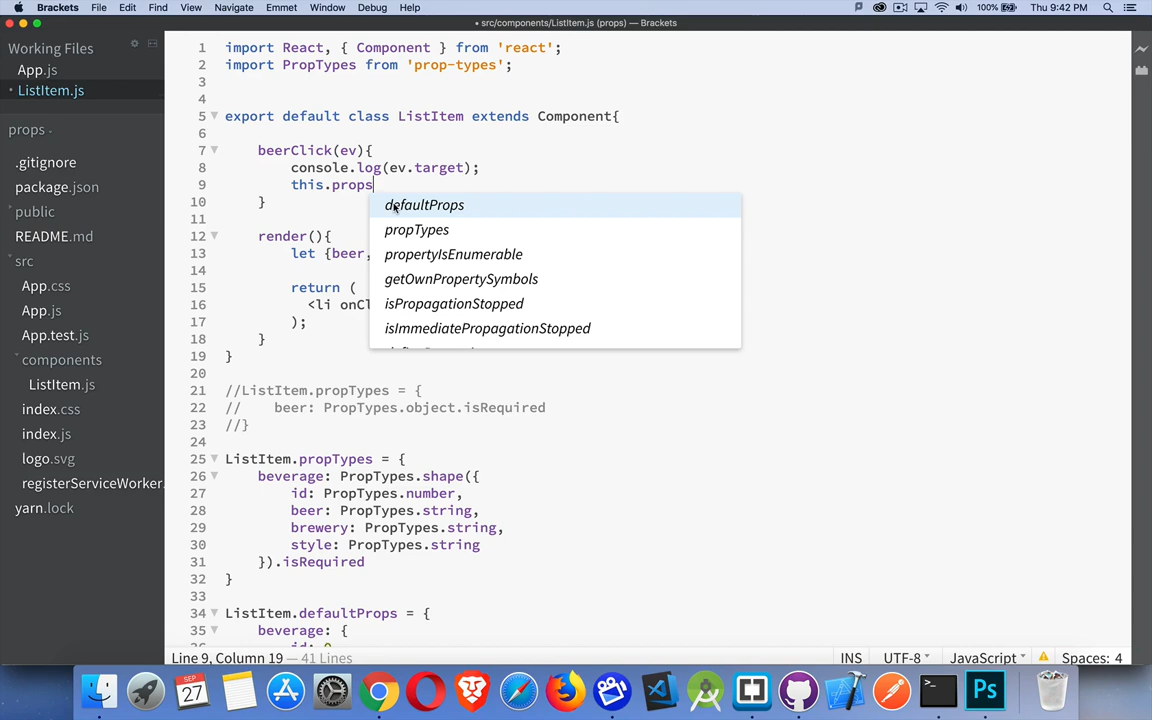 Brackets File Edit Find View Navigate Emmet Window Debug Help 100% Thu 9:42 PM
• src/components/ListItem.js (props) — Brackets
Working Files
App.js
• ListItem.js
props
.gitignore
package.json
public
README.md
src
App.css
App.js
App.test.js
components
ListItem.js
index.css
index.js
logo.svg
registerServiceWorker.
yarn.lock
1 import React, { Component } from 'react';
2 import PropTypes from 'prop-types';
3
4
5 export default class ListItem extends Component{
6
7 beerClick(ev){
8 console.log(ev.target);
9 this.props
10 }
11
12 render(){
13 let {beer,
14
15 return (
16 <li onCl
17 );
18 }
19 }
20
21 //ListItem.propTypes = {
22 // beer: PropTypes.object.isRequired
23 //}
24
25 ListItem.propTypes = {
26 beverage: PropTypes.shape({
27 id: PropTypes.number,
28 beer: PropTypes.string,
29 brewery: PropTypes.string,
30 style: PropTypes.string
31 }).isRequired
32 }
33
34 ListItem.defaultProps = {
35 beverage: {
defaultProps
propTypes
propertyIsEnumerable
getOwnPropertySymbols
isPropagationStopped
isImmediatePropagationStopped
Line 9, Column 19 — 41 Lines
INS UTF-8 JavaScript Spaces: 4
SEP
27
Ps